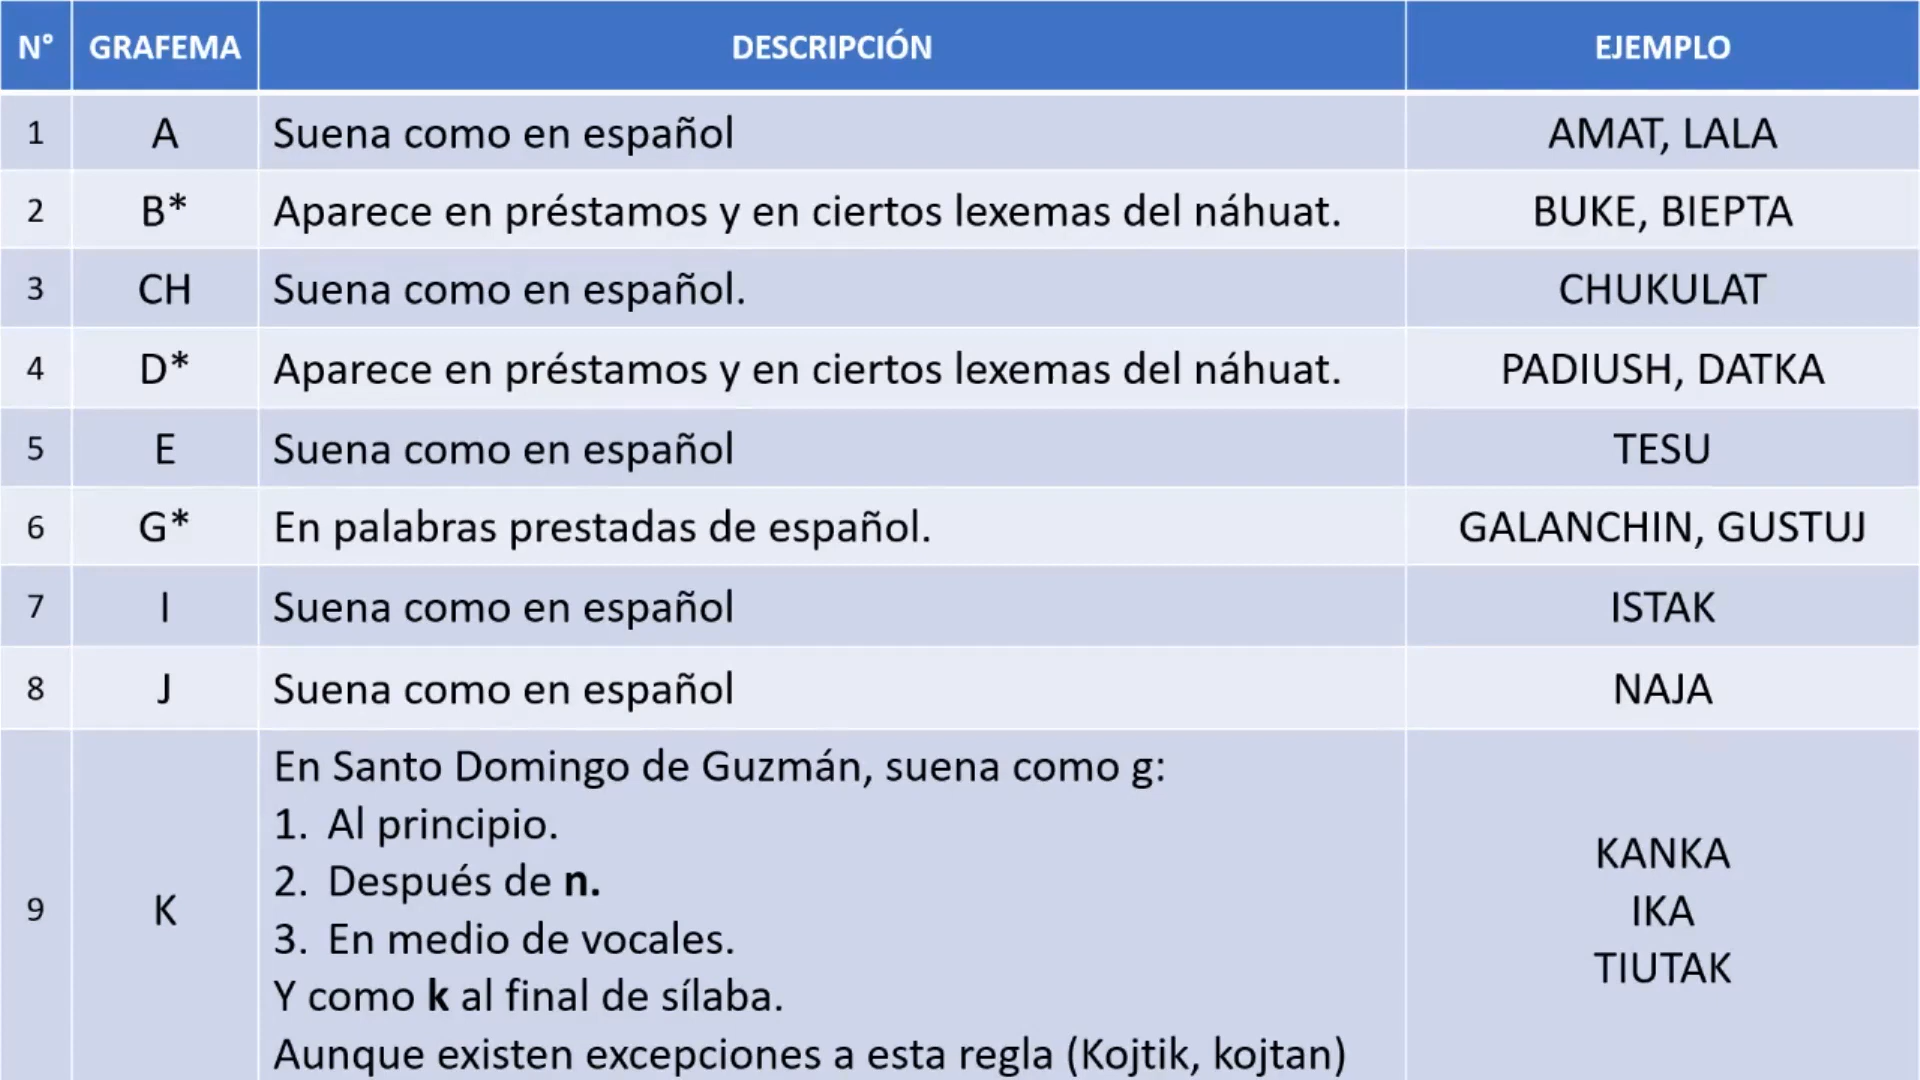 N° GRAFEMA DESCRIPCIÓN EJEMPLO
1 A Suena como en español AMAT, LALA
2 B* Aparece en préstamos y en ciertos lexemas del náhuat. BUKE, BIEPTA
3 CH Suena como en español. CHUKULAT
4 D* Aparece en préstamos y en ciertos lexemas del náhuat. PADIUSH, DATKA
5 E Suena como en español TESU
6 G* En palabras prestadas de español. GALANCHIN, GUSTUJ
7 I Suena como en español ISTAK
8 J Suena como en español NAJA
9 K
En Santo Domingo de Guzmán, suena como g:
1. Al principio.
2. Después de n.
3. En medio de vocales.
Y como k al final de sílaba.
Aunque existen excepciones a esta regla (Kojtik, kojtan)
KANKA
IKA
TIUTAK